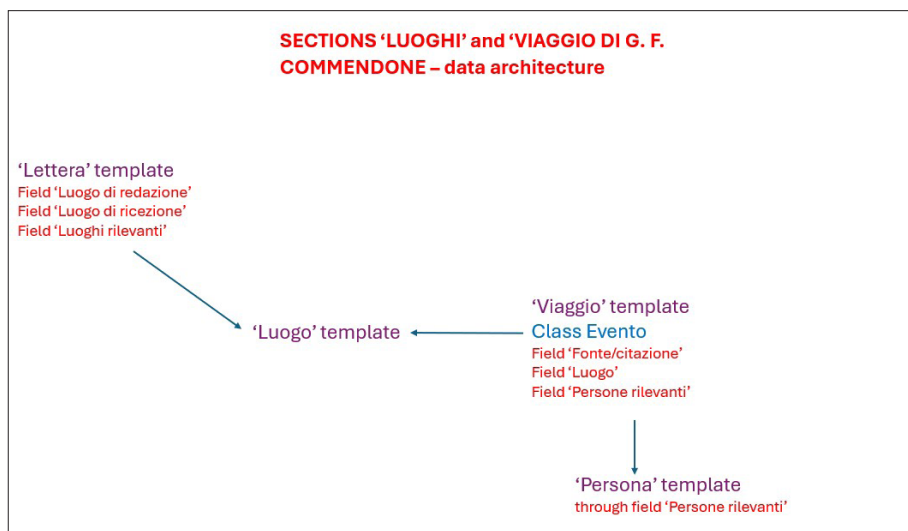 SECTIONS ‘LUOGHI’ and ‘VIAGGIO DI G. F.
COMMENDONE – data architecture
‘Lettera’ template
Field ‘Luogo di redazione’
Field ‘Luogo di ricezione’
Field ‘Luoghi rilevanti’
‘Luogo’ template
‘Viaggio’ template
Class Evento
Field ‘Fonte/citazione’
Field ‘Luogo’
Field ‘Persone rilevanti’
‘Persona’ template
through field ‘Persone rilevanti’